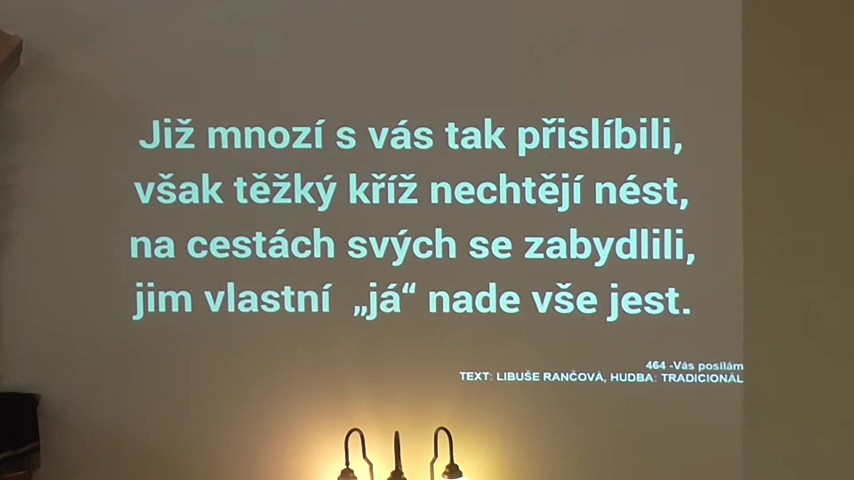 Již mnozí s vás tak přislíbili,
však těžký kříž nechtějí nést,
na cestách svých se zabydlili,
jim vlastní „já“ nade vše jest.
464 -Vás posílám
TEXT: LIBUŠE RANČOVÁ, HUDBA: TRADICIONÁL